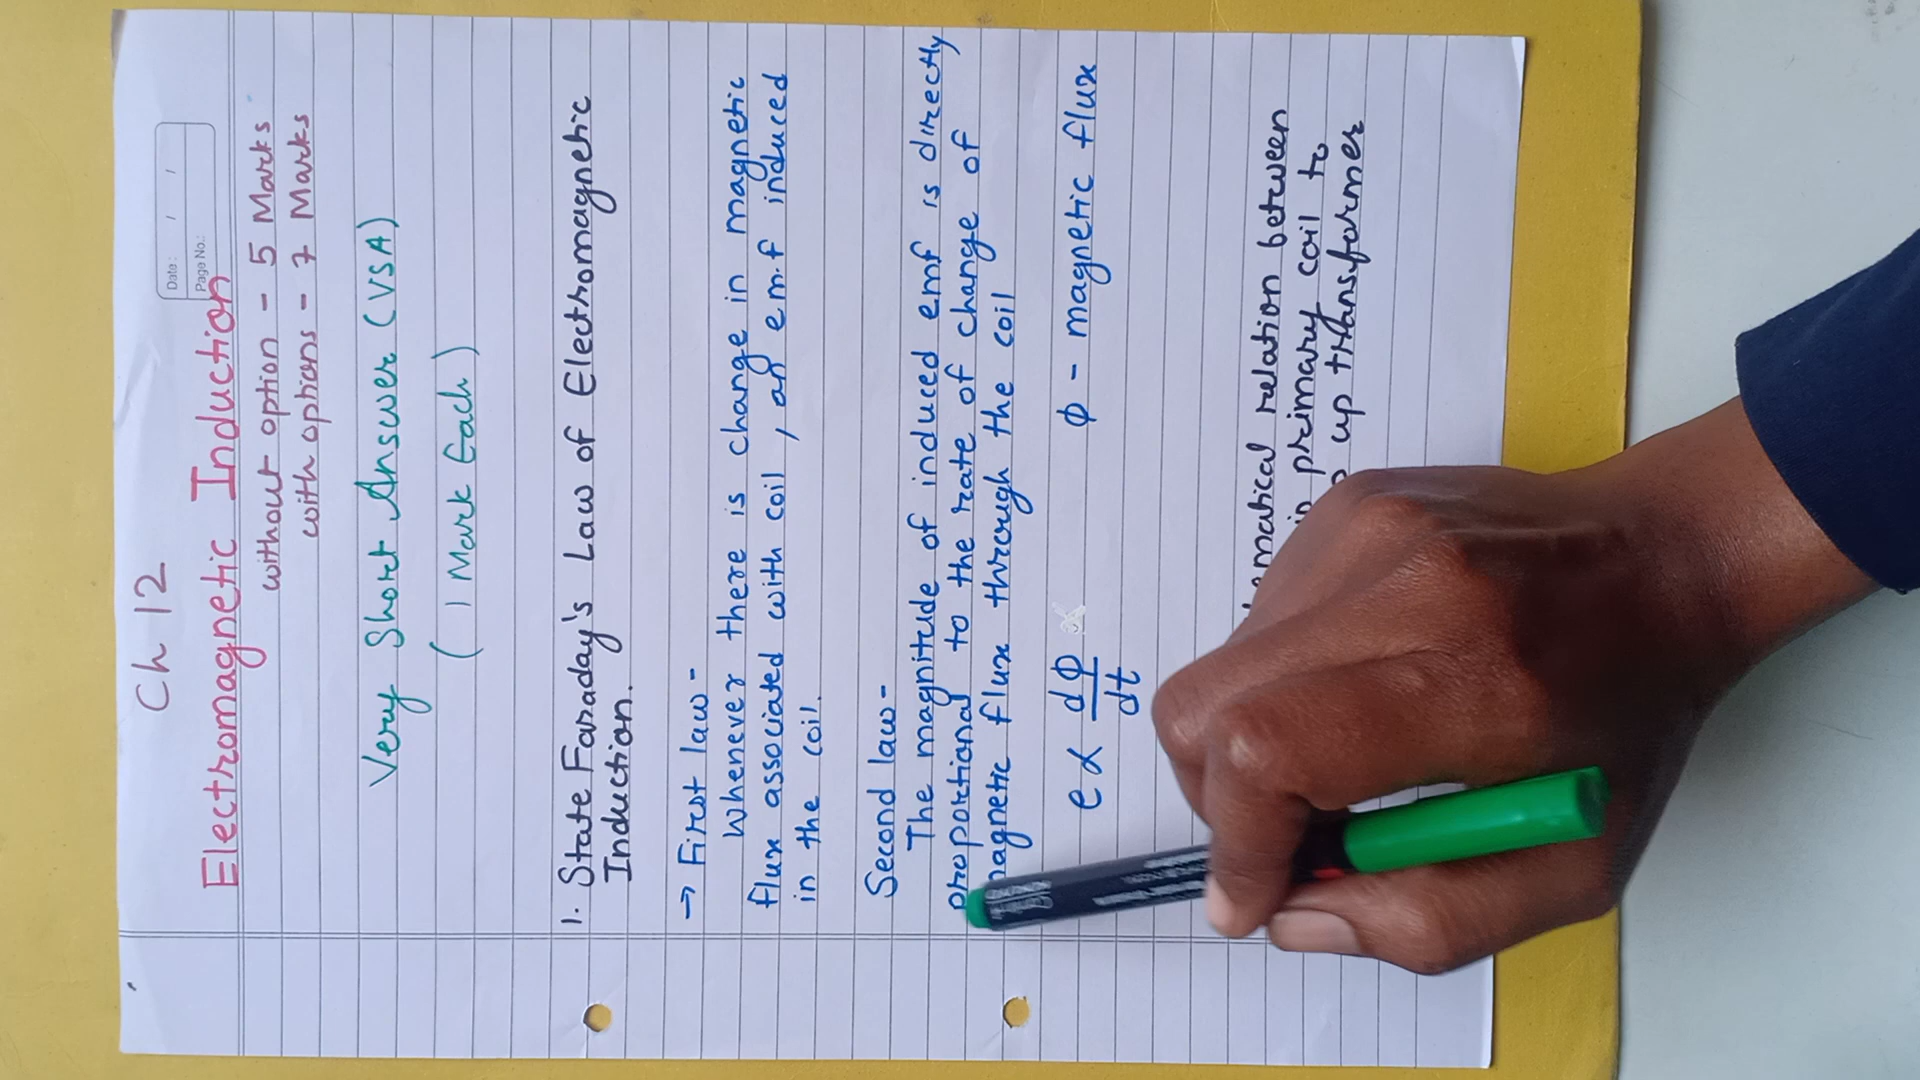 Ch 12
Date: / /
Page No.:
Electromagnetic Induction
without option - 5 Marks
with options - 7 Marks
Very Short Answer (VSA)
(1 Mark Each)
1. State Faraday's Law of Electromagnetic
Induction.
→ First law-
Whenever there is change in magnetic
flux associated with coil, an e.m.f induced
in the coil.
Second law-
The magnitude of induced emf is directly
proportional to the rate of change of
magnetic flux through the coil
e ∝ dφ/dt φ - magnetic flux
relation between
in primary coil to
up transformer